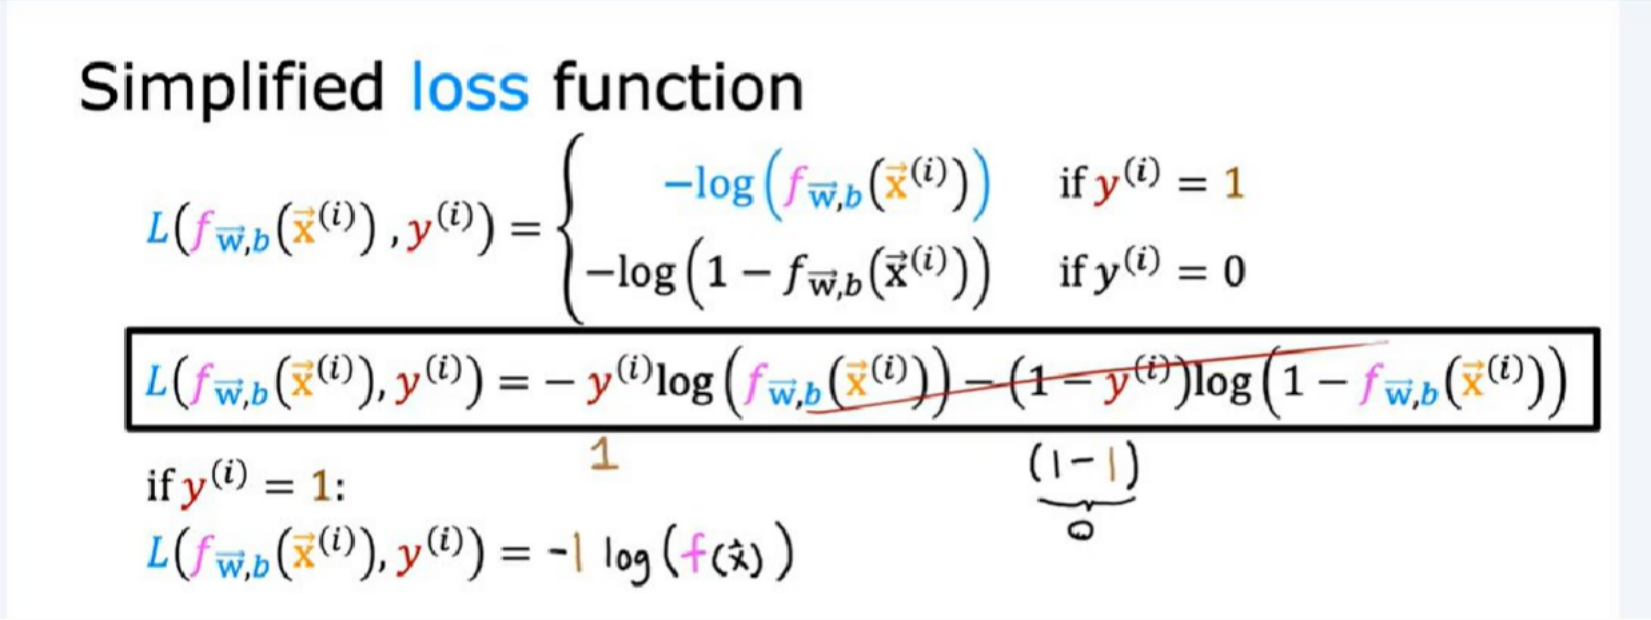 Simplified loss function
L(f_{w⃗,b}(x⃗^{(i)}), y^{(i)}) = {
−log(f_{w⃗,b}(x⃗^{(i)})) if y^{(i)} = 1
−log(1 − f_{w⃗,b}(x⃗^{(i)})) if y^{(i)} = 0
L(f_{w⃗,b}(x⃗^{(i)}), y^{(i)}) = − y^{(i)}log(f_{w⃗,b}(x⃗^{(i)})) − (1 − y^{(i)})log(1 − f_{w⃗,b}(x⃗^{(i)}))
1 (1-1)
0
if y^{(i)} = 1:
L(f_{w⃗,b}(x⃗^{(i)}), y^{(i)}) = -1 log(f(x⃗))